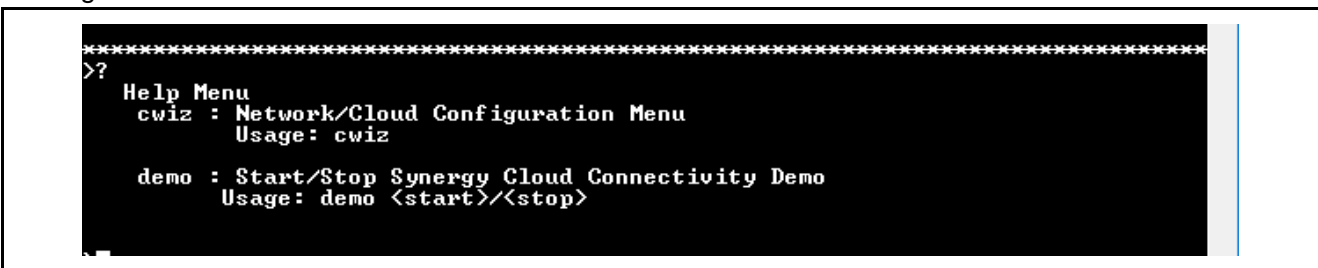 ********************************************************************************
>?
Help Menu
cwiz : Network/Cloud Configuration Menu
Usage: cwiz
demo : Start/Stop Synergy Cloud Connectivity Demo
Usage: demo <start>/<stop>
>